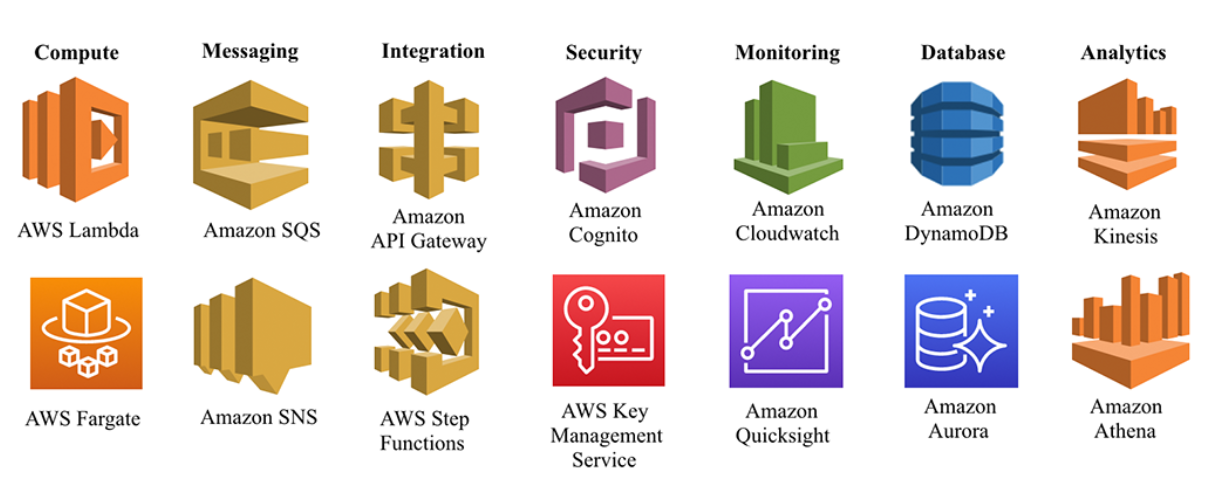 Compute
Messaging
Integration
Security
Monitoring
Database
Analytics
AWS Lambda
Amazon SQS
Amazon
API Gateway
Amazon
Cognito
Amazon
Cloudwatch
Amazon
DynamoDB
Amazon
Kinesis
AWS Fargate
Amazon SNS
AWS Step
Functions
AWS Key
Management
Service
Amazon
Quicksight
Amazon
Aurora
Amazon
Athena